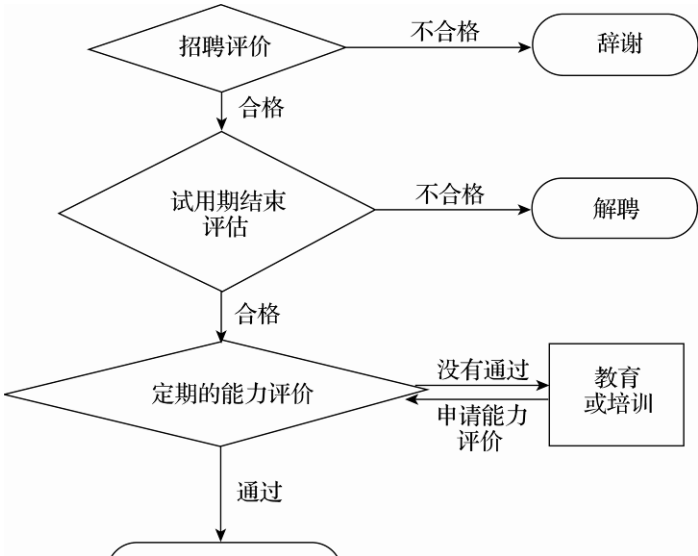 招聘评价
不合格
辞谢
合格
试用期结束
评估
不合格
解聘
合格
定期的能力评价
没有通过
申请能力
评价
教育
或培训
通过